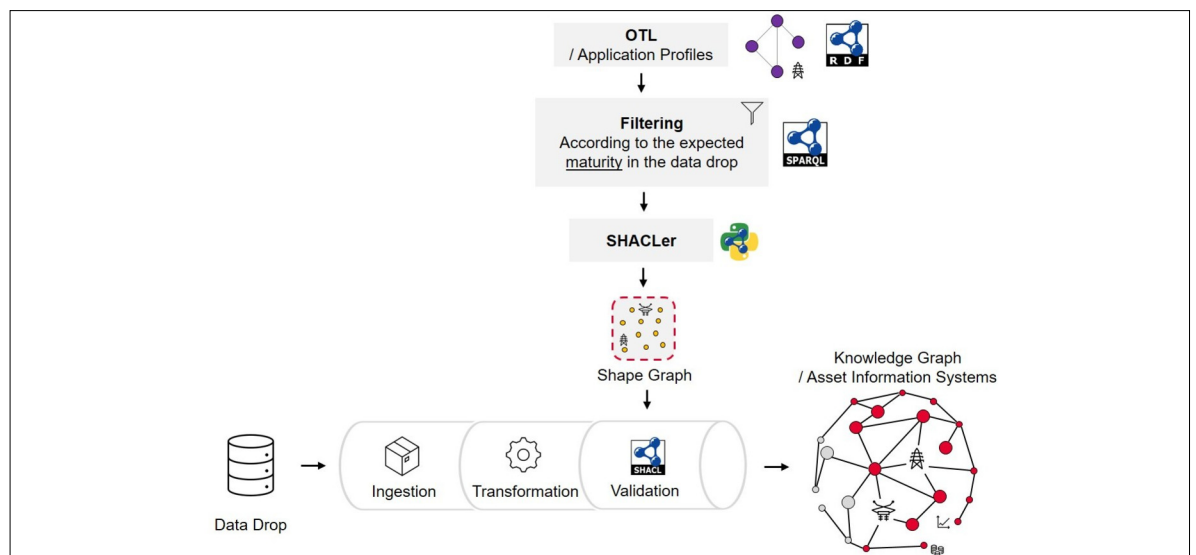 OTL
/ Application Profiles
R D F
Filtering
According to the expected
maturity in the data drop
SPARQL
SHACLer
Shape Graph
Knowledge Graph
/ Asset Information Systems
SHACL
Ingestion
Transformation
Validation
Data Drop